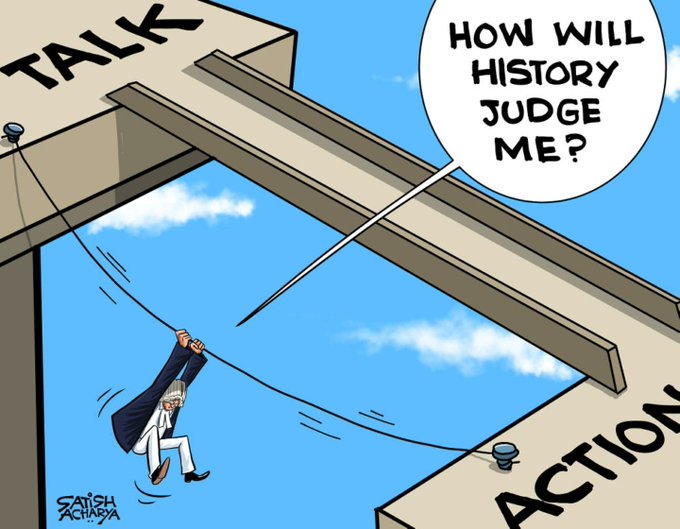 TALK
HOW WILL
HISTORY
JUDGE
ME?
ACTION
SATISH
ACHARYA